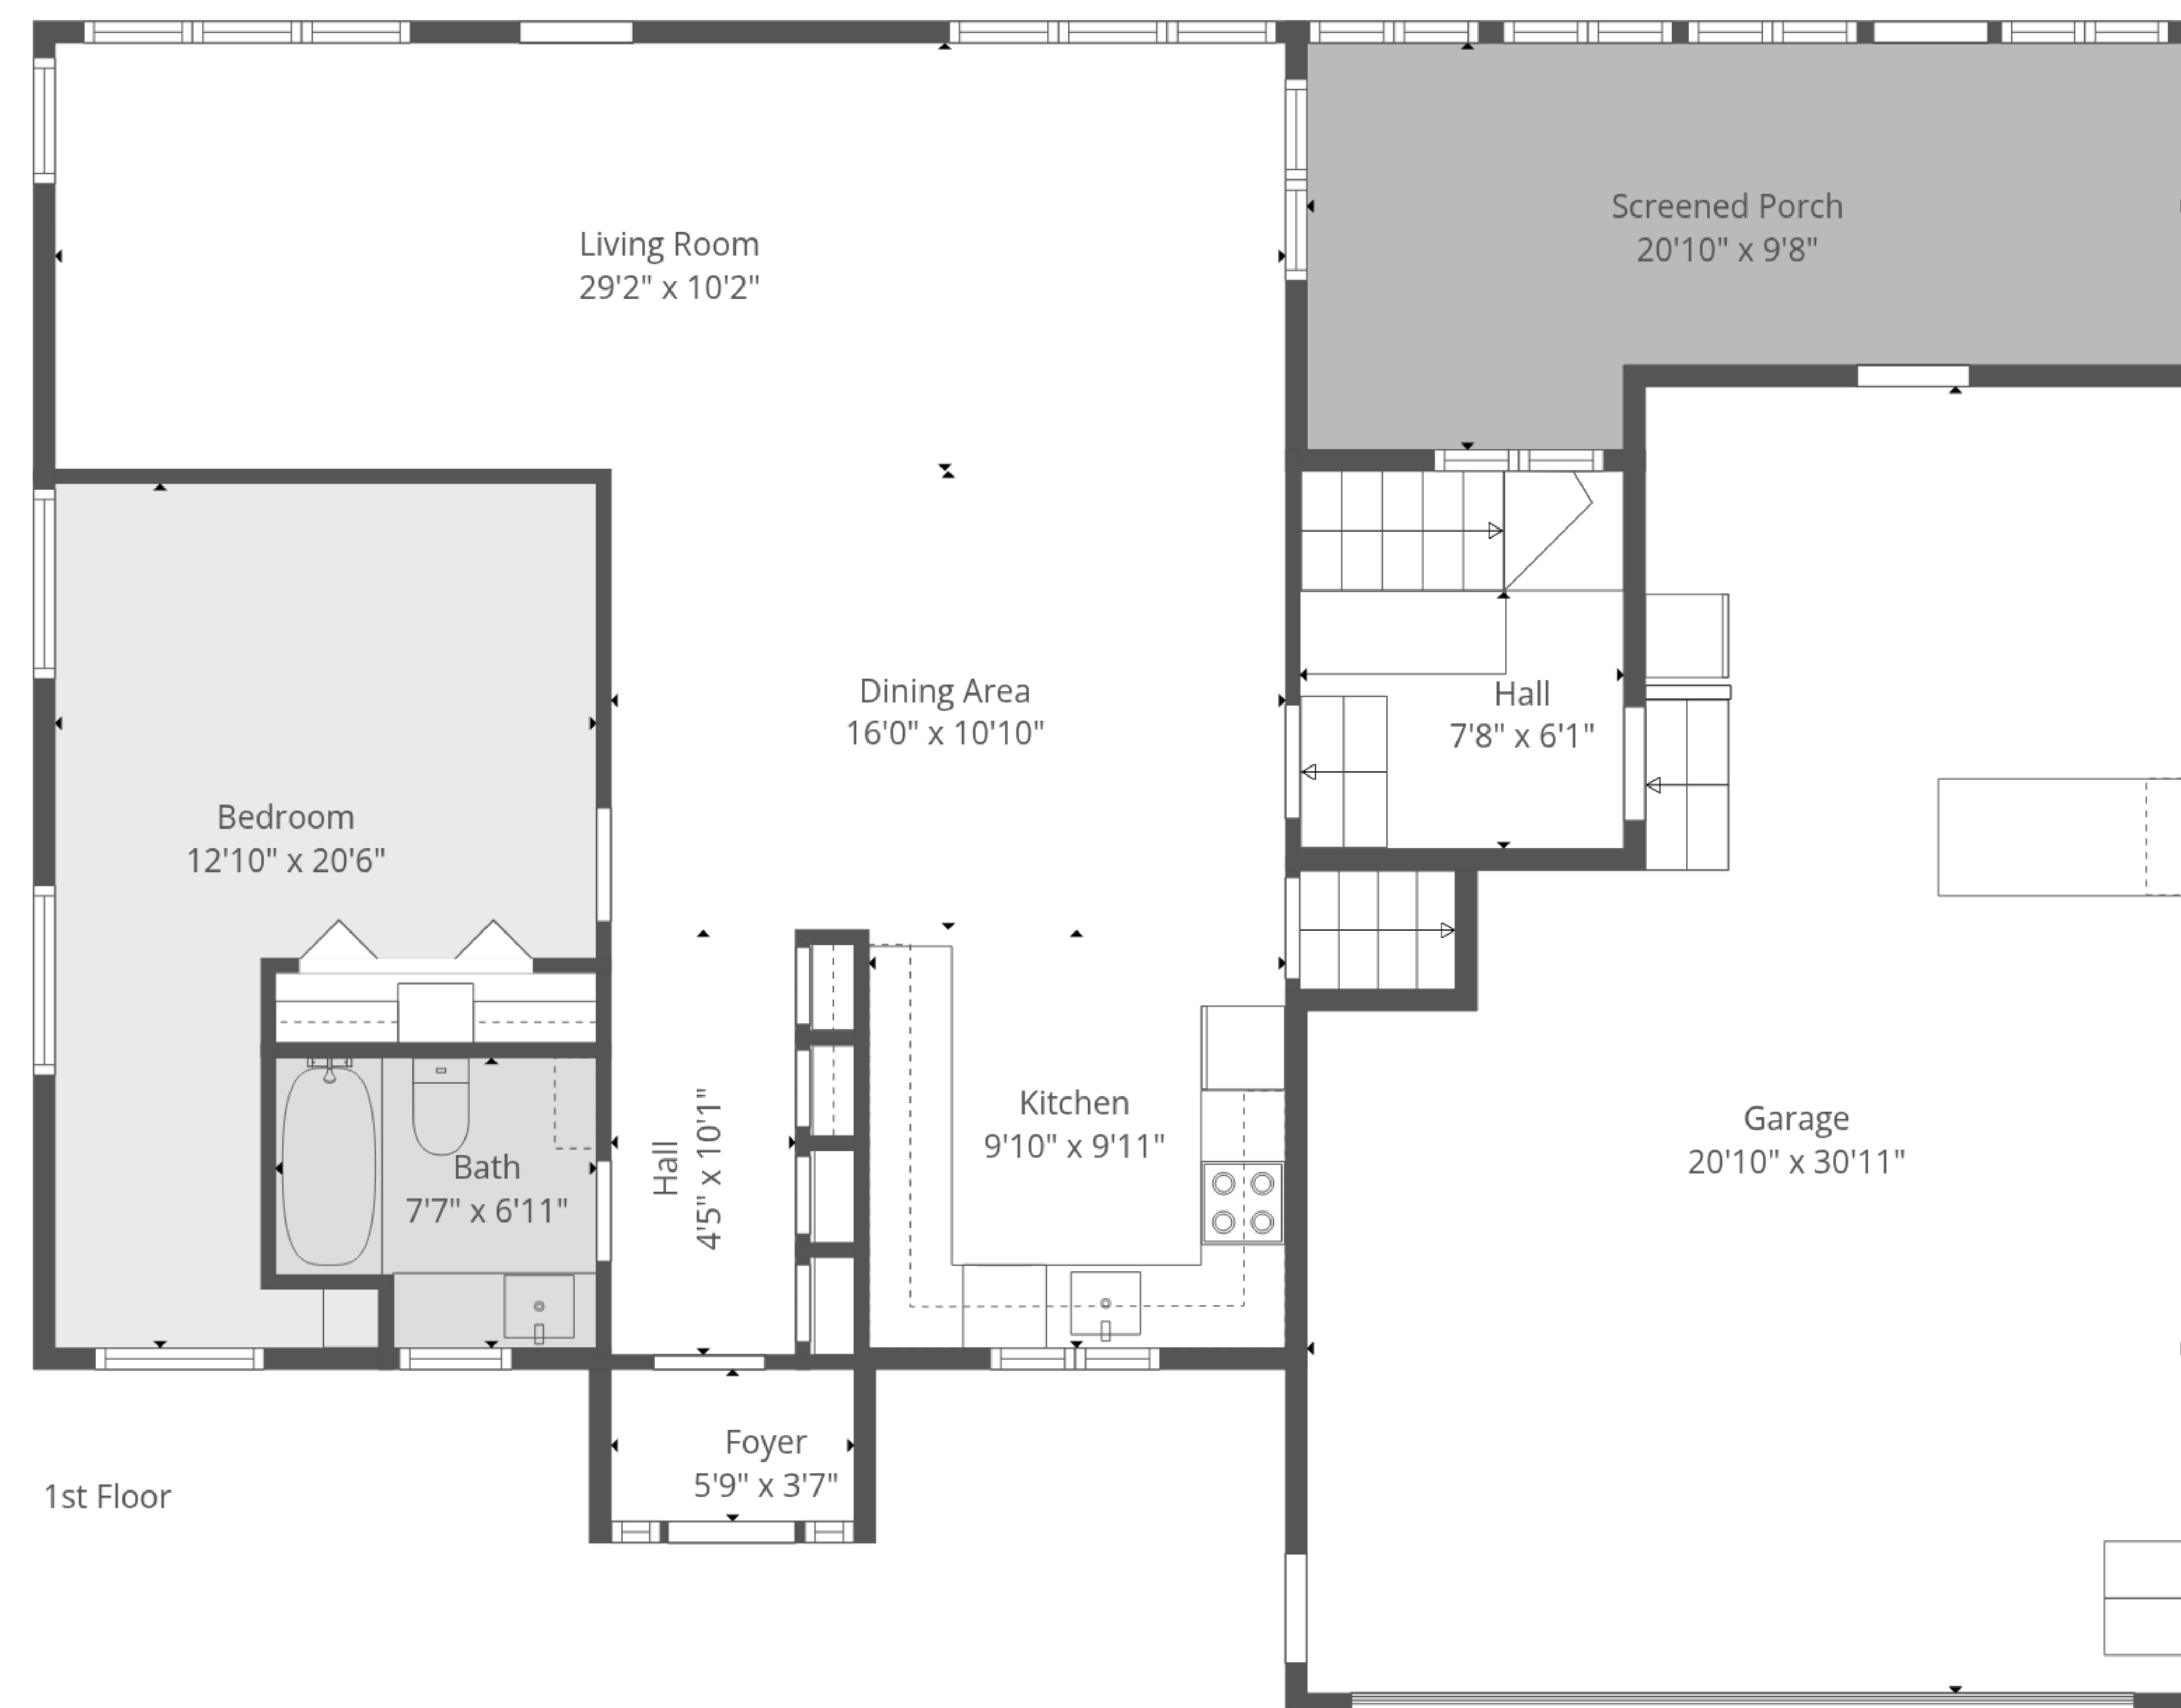 Living Room
29'2" x 10'2"
Screened Porch
20'10" x 9'8"
Dining Area
16'0" x 10'10"
Hall
7'8" x 6'1"
Bedroom
12'10" x 20'6"
Kitchen
9'10" x 9'11"
Hall
4'5" x 10'1"
Garage
20'10" x 30'11"
Bath
7'7" x 6'11"
Foyer
5'9" x 3'7"
1st Floor